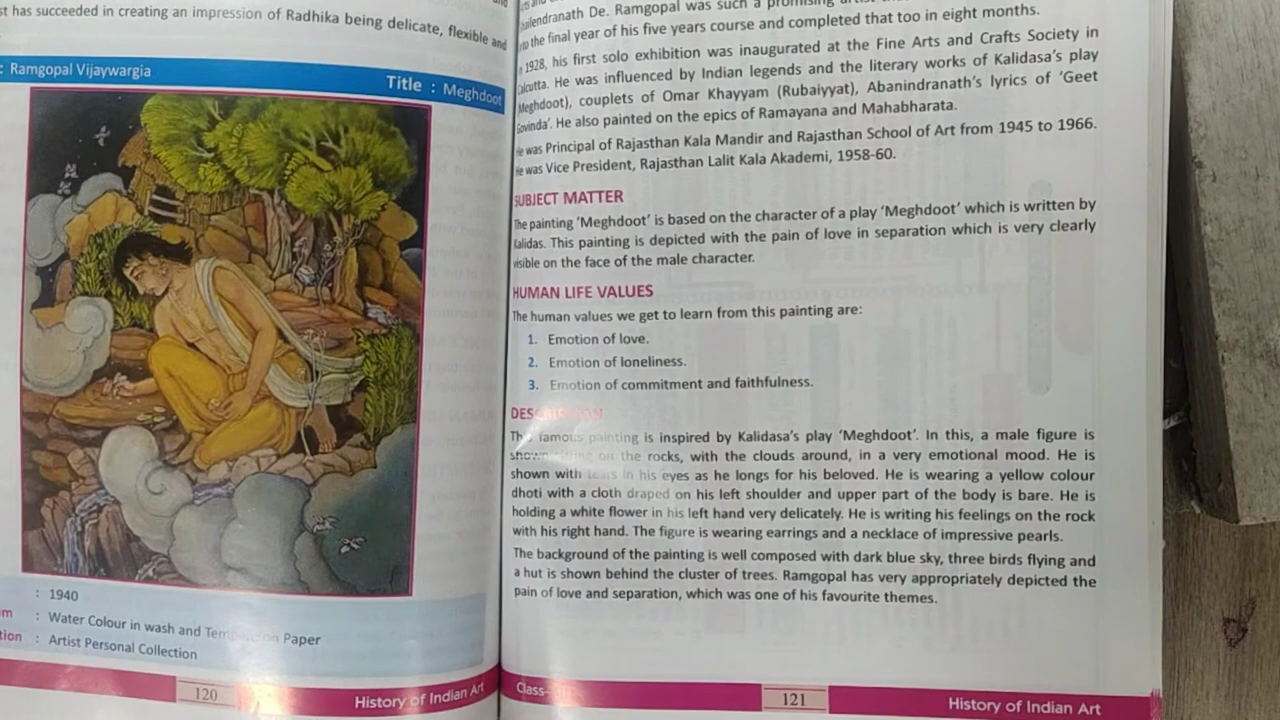 st has succeeded in creating an impression of Radhika being delicate, flexible and
: Ramgopal Vijaywargia
Title : Meghdoot
: 1940
: Water Colour in wash and on Paper
: Artist Personal Collection
120
History of Indian Art
De. Ramgopal was such a promising
the final year of his five years course and completed that too in eight months.
1928, his first solo exhibition was inaugurated at the Fine Arts and Crafts Society in
Calcutta. He was influenced by Indian legends and the literary works of Kalidasa's play
Meghdoot), couplets of Omar Khayyam (Rubaiyyat), Abanindranath's lyrics of 'Geet
Govinda'. He also painted on the epics of Ramayana and Mahabharata.
He was Principal of Rajasthan Kala Mandir and Rajasthan School of Art from 1945 to 1966.
He was Vice President, Rajasthan Lalit Kala Akademi, 1958-60.
SUBJECT MATTER
The painting 'Meghdoot' is based on the character of a play 'Meghdoot' which is written by
Kalidas. This painting is depicted with the pain of love in separation which is very clearly
visible on the face of the male character.
HUMAN LIFE VALUES
The human values we get to learn from this painting are:
1. Emotion of love.
2. Emotion of loneliness.
3. Emotion of commitment and faithfulness.
DESCRIPTION
This famous painting is inspired by Kalidasa's play 'Meghdoot'. In this, a male figure is
shown sitting on the rocks, with the clouds around, in a very emotional mood. He is
shown with tears in his eyes as he longs for his beloved. He is wearing a yellow colour
dhoti with a cloth draped on his left shoulder and upper part of the body is bare. He is
holding a white flower in his left hand very delicately. He is writing his feelings on the rock
with his right hand. The figure is wearing earrings and a necklace of impressive pearls.
The background of the painting is well composed with dark blue sky, three birds flying and
a hut is shown behind the cluster of trees. Ramgopal has very appropriately depicted the
pain of love and separation, which was one of his favourite themes.
Class-
121
History of Indian Art